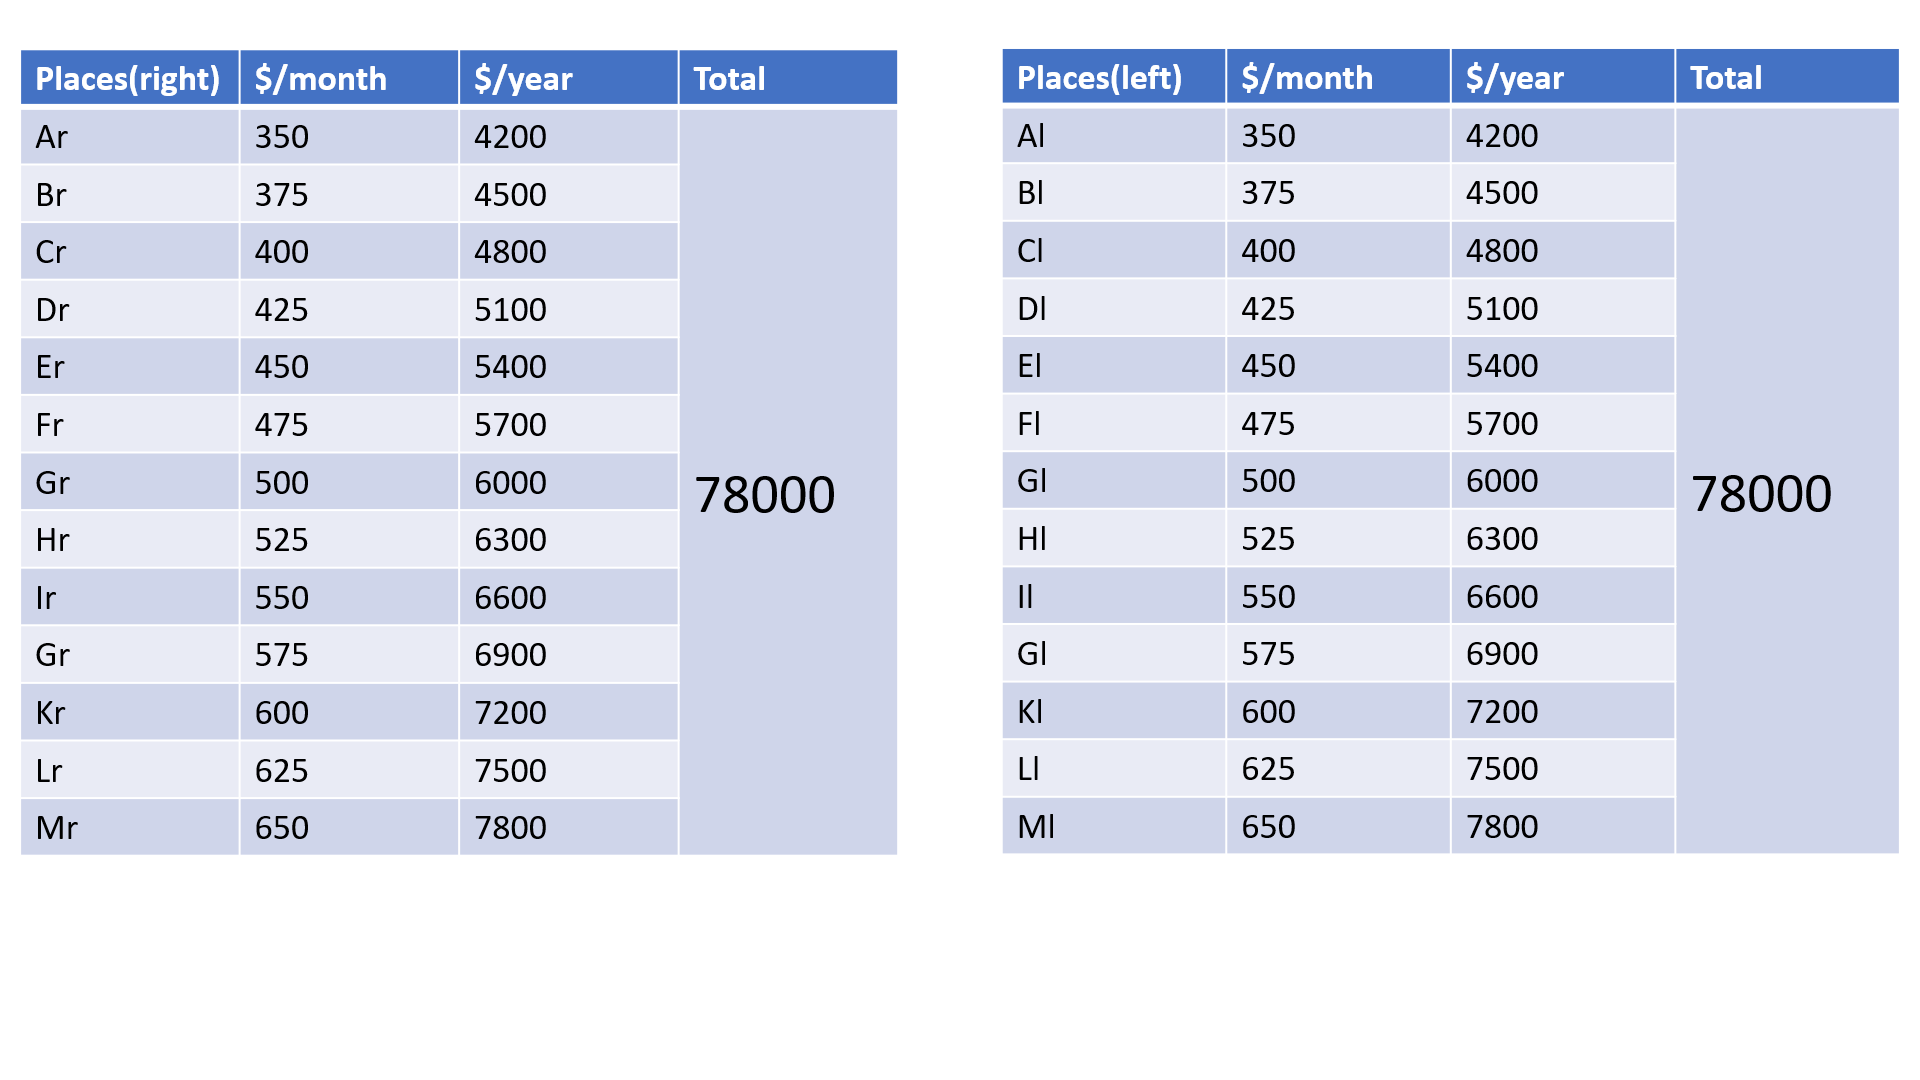 Places(right) $/month $/year Total
Ar 350 4200
Br 375 4500
Cr 400 4800
Dr 425 5100
Er 450 5400
Fr 475 5700
Gr 500 6000
78000
Hr 525 6300
Ir 550 6600
Gr 575 6900
Kr 600 7200
Lr 625 7500
Mr 650 7800
Places(left) $/month $/year Total
Al 350 4200
Bl 375 4500
Cl 400 4800
Dl 425 5100
El 450 5400
Fl 475 5700
Gl 500 6000
78000
Hl 525 6300
Il 550 6600
Gl 575 6900
Kl 600 7200
Ll 625 7500
Ml 650 7800